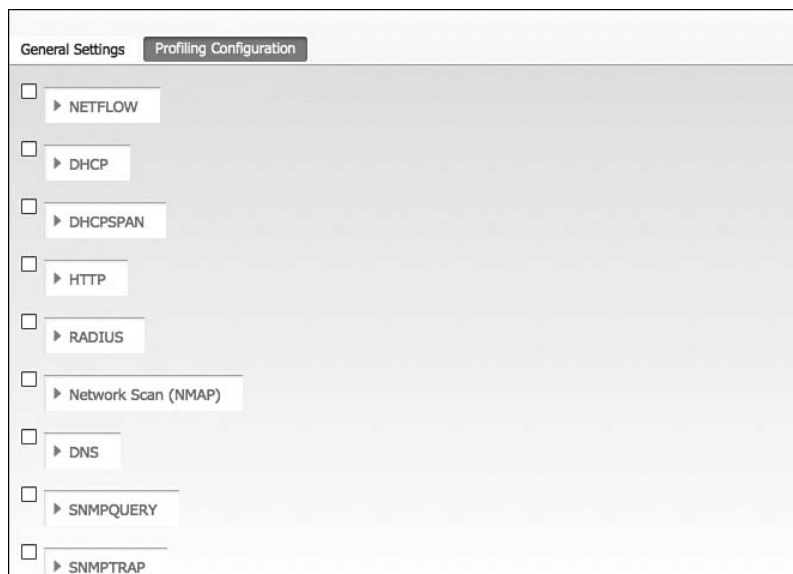 General Settings Profiling Configuration
NETFLOW
DHCP
DHCPSPAN
HTTP
RADIUS
Network Scan (NMAP)
DNS
SNMPQUERY
SNMPTRAP